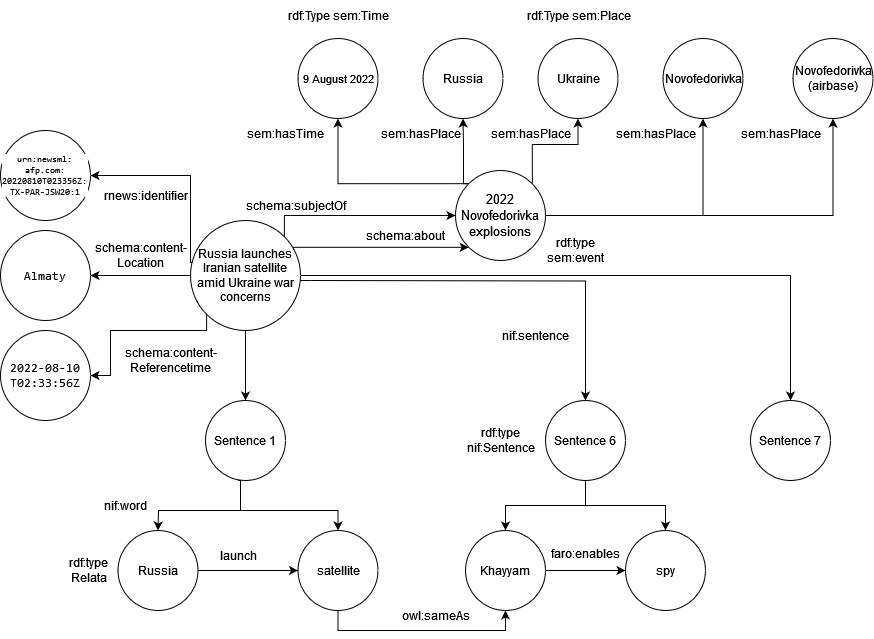 rdf:Type sem:Time
rdf:Type sem:Place
9 August 2022
Russia
Ukraine
Novofedorivka
Novofedorivka
(airbase)
sem:hasTime
sem:hasPlace
sem:hasPlace
sem:hasPlace
sem:hasPlace
urn:newsml:
afp.com:
20220810T023356Z:
TX-PAR-JSW20:1
rnews:identifier
schema:subjectOf
2022
Novofedorivka
explosions
schema:about
rdf:type
sem:event
schema:content-
Location
Almaty
Russia launches
Iranian satellite
amid Ukraine war
concerns
2022-08-10
T02:33:56Z
schema:content-
Referencetime
nif:sentence
Sentence 1
rdf:type
nif:Sentence
Sentence 6
Sentence 7
nif:word
rdf:type
Relata
Russia
launch
satellite
Khayyam
faro:enables
spy
owl:sameAs